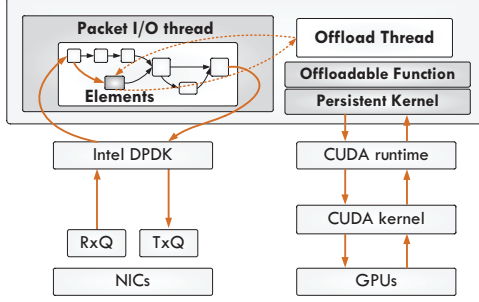 Packet I/O thread
Elements
Offload Thread
Offloadable Function
Persistent Kernel
Intel DPDK
CUDA runtime
CUDA kernel
RxQ
TxQ
NICs
GPUs